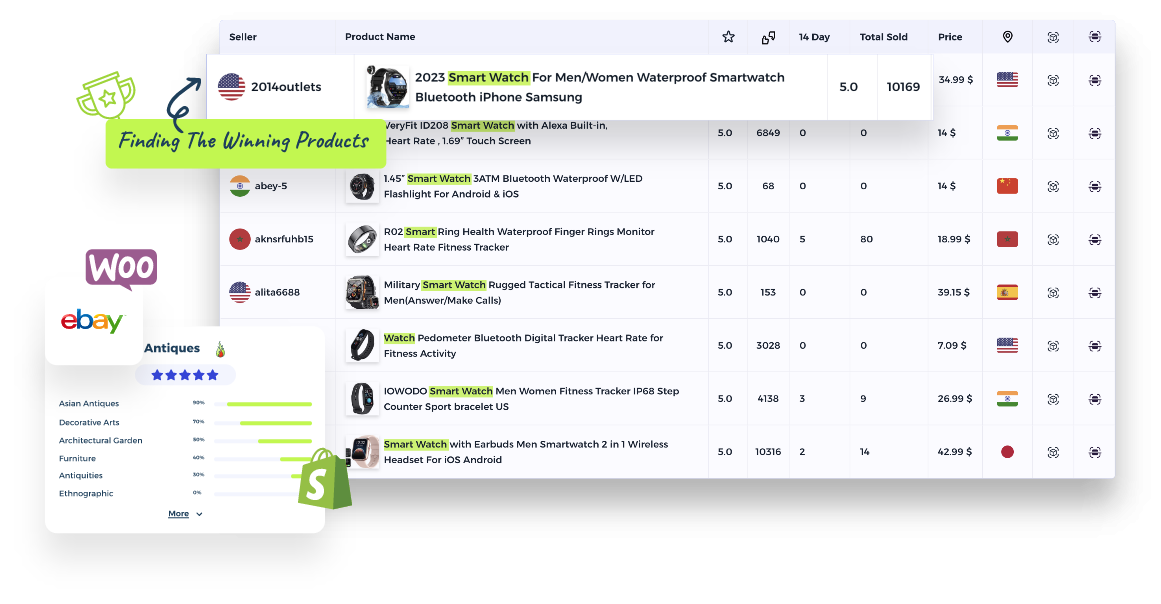 Seller Product Name 14 Day Total Sold Price
2014outlets 2023 Smart Watch For Men/Women Waterproof Smartwatch 5.0 10169 34.99 $
Bluetooth iPhone Samsung
Finding The Winning Products
VeryFit ID208 Smart Watch with Alexa Built-in, 5.0 6849 0 0 14 $
Heart Rate , 1.69" Touch Screen
abey-5 1.45" Smart Watch 3ATM Bluetooth Waterproof W/LED 5.0 68 0 0 14 $
Flashlight For Android & iOS
aknsrfuhb15 R02 Smart Ring Health Waterproof Finger Rings Monitor 5.0 1040 5 80 18.99 $
Heart Rate Fitness Tracker
alita6688 Military Smart Watch Rugged Tactical Fitness Tracker for 5.0 153 0 0 39.15 $
Men(Answer/Make Calls)
Watch Pedometer Bluetooth Digital Tracker Heart Rate for 5.0 3028 0 0 7.09 $
Fitness Activity
IOWODO Smart Watch Men Women Fitness Tracker IP68 Step 5.0 4138 3 9 26.99 $
Counter Sport bracelet US
Smart Watch with Earbuds Men Smartwatch 2 in 1 Wireless 5.0 10316 2 14 42.99 $
Headset For iOS Android
WOO
ebay
Antiques
Asian Antiques 90%
Decorative Arts 70%
Architectural Garden 50%
Furniture 40%
Antiquities 30%
Ethnographic 0%
More
S